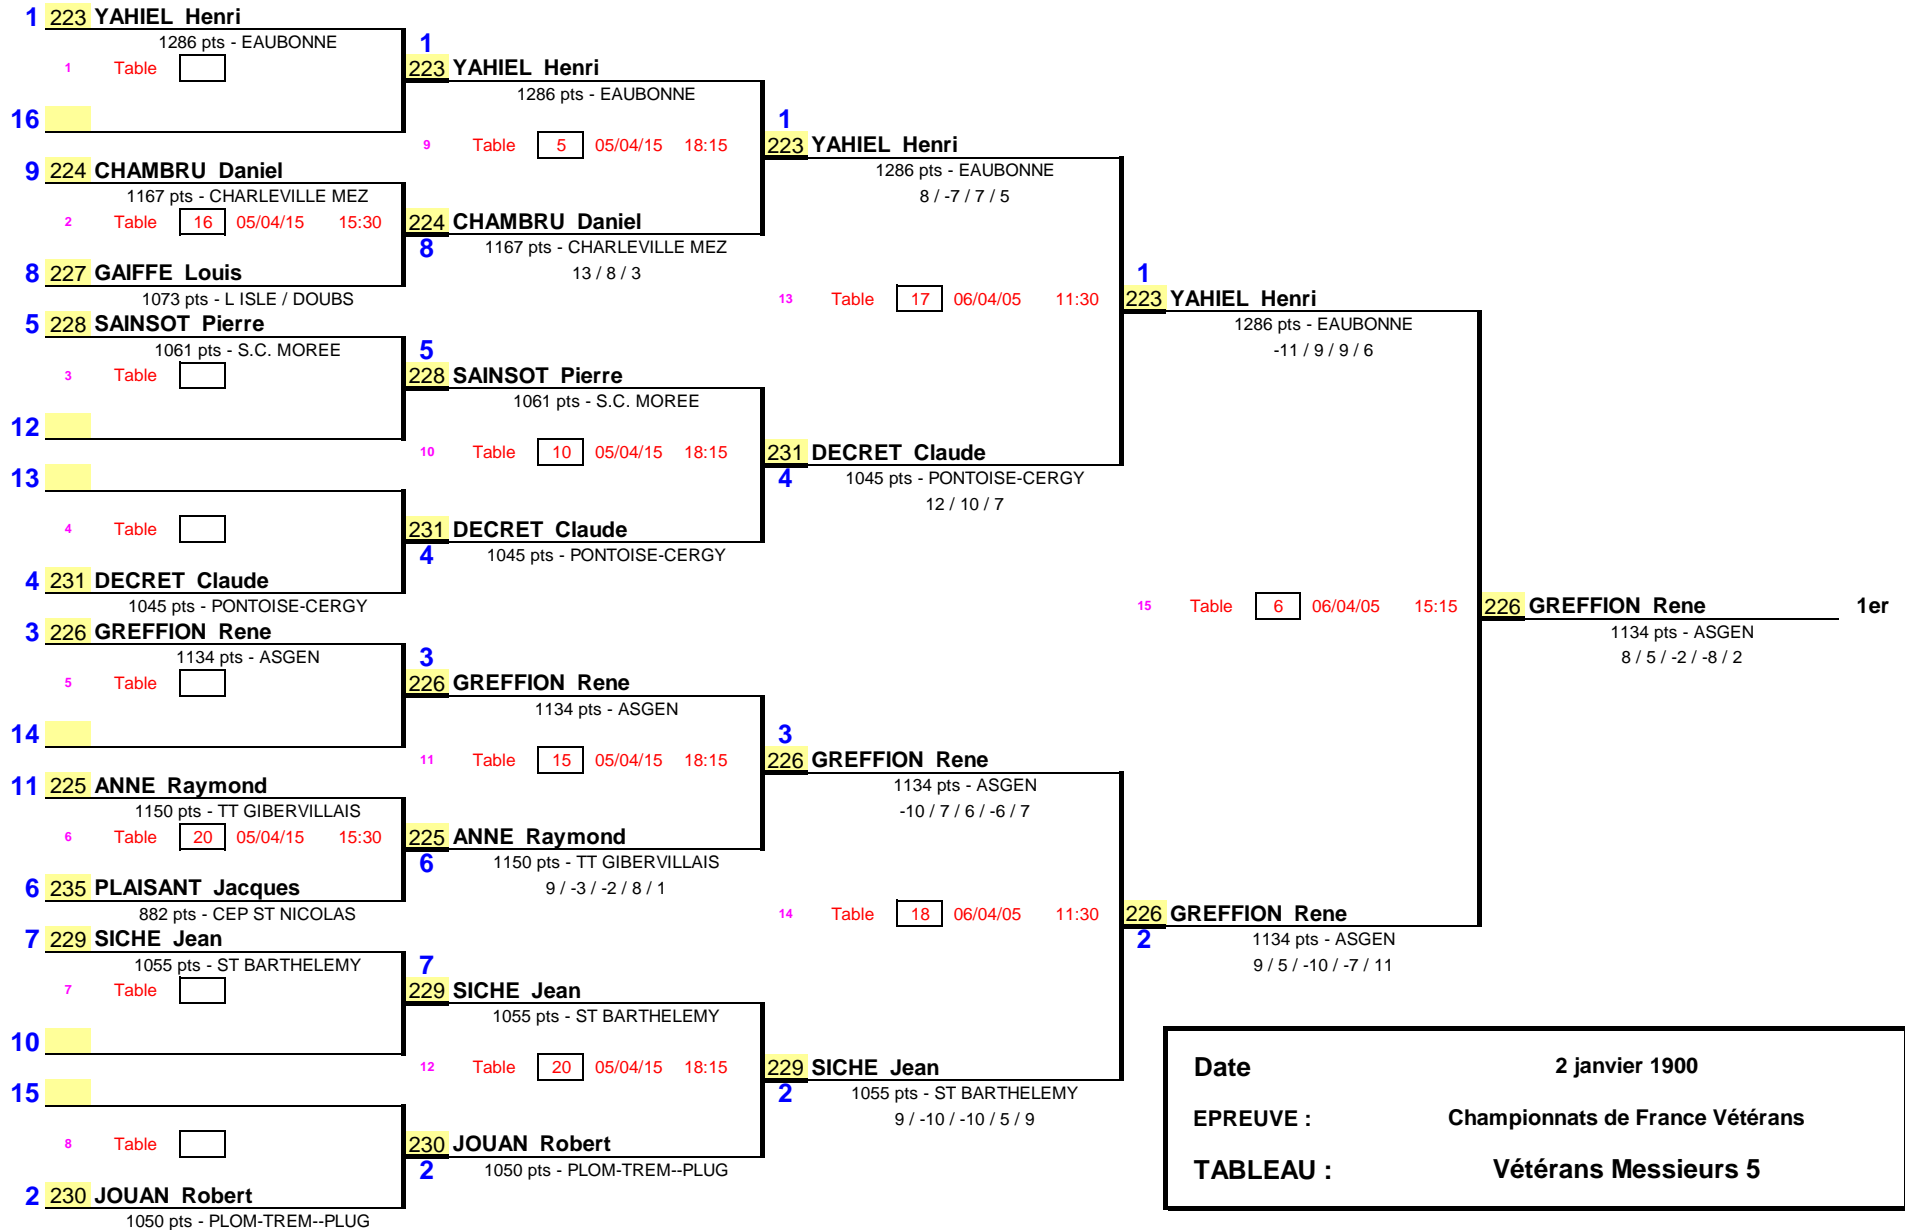 1 223 YAHIEL Henri
1286 pts - EAUBONNE
1 Table
16
9 224 CHAMBRU Daniel
1167 pts - CHARLEVILLE MEZ
2 Table 16 05/04/15 15:30
8 227 GAIFFE Louis
1073 pts - L ISLE / DOUBS
5 228 SAINSOT Pierre
1061 pts - S.C. MOREE
3 Table
12
13
4 Table
4 231 DECRET Claude
1045 pts - PONTOISE-CERGY
3 226 GREFFION Rene
1134 pts - ASGEN
5 Table
14
11 225 ANNE Raymond
1150 pts - TT GIBERVILLAIS
6 Table 20 05/04/15 15:30
6 235 PLAISANT Jacques
882 pts - CEP ST NICOLAS
7 229 SICHE Jean
1055 pts - ST BARTHELEMY
7 Table
10
15
8 Table
2 230 JOUAN Robert
1050 pts - PLOM-TREM--PLUG
1
223 YAHIEL Henri
1286 pts - EAUBONNE
9 Table 5 05/04/15 18:15
224 CHAMBRU Daniel
8 1167 pts - CHARLEVILLE MEZ
13 / 8 / 3
5
228 SAINSOT Pierre
1061 pts - S.C. MOREE
10 Table 10 05/04/15 18:15
231 DECRET Claude
4 1045 pts - PONTOISE-CERGY
3
226 GREFFION Rene
1134 pts - ASGEN
11 Table 15 05/04/15 18:15
225 ANNE Raymond
6 1150 pts - TT GIBERVILLAIS
9 / -3 / -2 / 8 / 1
7
229 SICHE Jean
1055 pts - ST BARTHELEMY
12 Table 20 05/04/15 18:15
230 JOUAN Robert
2 1050 pts - PLOM-TREM--PLUG
1
223 YAHIEL Henri
1286 pts - EAUBONNE
8 / -7 / 7 / 5
13 Table 17 06/04/05 11:30
231 DECRET Claude
4 1045 pts - PONTOISE-CERGY
12 / 10 / 7
3
226 GREFFION Rene
1134 pts - ASGEN
-10 / 7 / 6 / -6 / 7
14 Table 18 06/04/05 11:30
229 SICHE Jean
2 1055 pts - ST BARTHELEMY
9 / -10 / -10 / 5 / 9
1
223 YAHIEL Henri
1286 pts - EAUBONNE
-11 / 9 / 9 / 6
15 Table 6 06/04/05 15:15
226 GREFFION Rene
2 1134 pts - ASGEN
9 / 5 / -10 / -7 / 11
226 GREFFION Rene 1er
1134 pts - ASGEN
8 / 5 / -2 / -8 / 2
Date 2 janvier 1900
EPREUVE : Championnats de France Vétérans
TABLEAU : Vétérans Messieurs 5